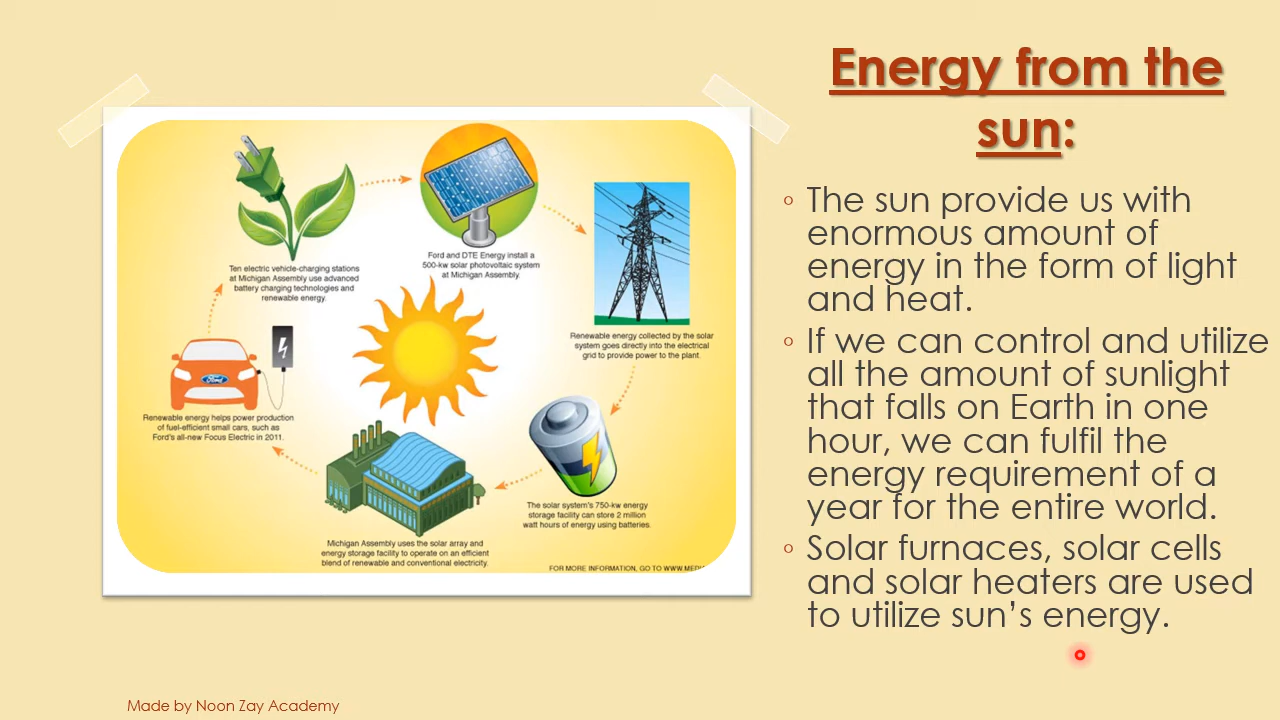 Energy from the
sun:
The sun provide us with
enormous amount of
energy in the form of light
and heat.
If we can control and utilize
all the amount of sunlight
that falls on Earth in one
hour, we can fulfil the
energy requirement of a
year for the entire world.
Solar furnaces, solar cells
and solar heaters are used
to utilize sun's energy.
Ten electric vehicle-charging stations
at Michigan Assembly use advanced
battery charging technologies and
renewable energy.
Ford and DTE Energy install a
500-kw solar photovoltaic system
at Michigan Assembly.
Renewable energy collected by the solar
system goes directly into the electrical
grid to provide power to the plant.
The solar system's 750-kw energy
storage facility can store 2 million
watt hours of energy using batteries.
Michigan Assembly uses the solar array and
energy storage facility to operate on an efficient
blend of renewable and conventional electricity.
Ford
Renewable energy helps power production
of fuel-efficient small cars, such as
Ford's all-new Focus Electric in 2011.
FOR MORE INFORMATION, GO TO
Made by Noon Zay Academy